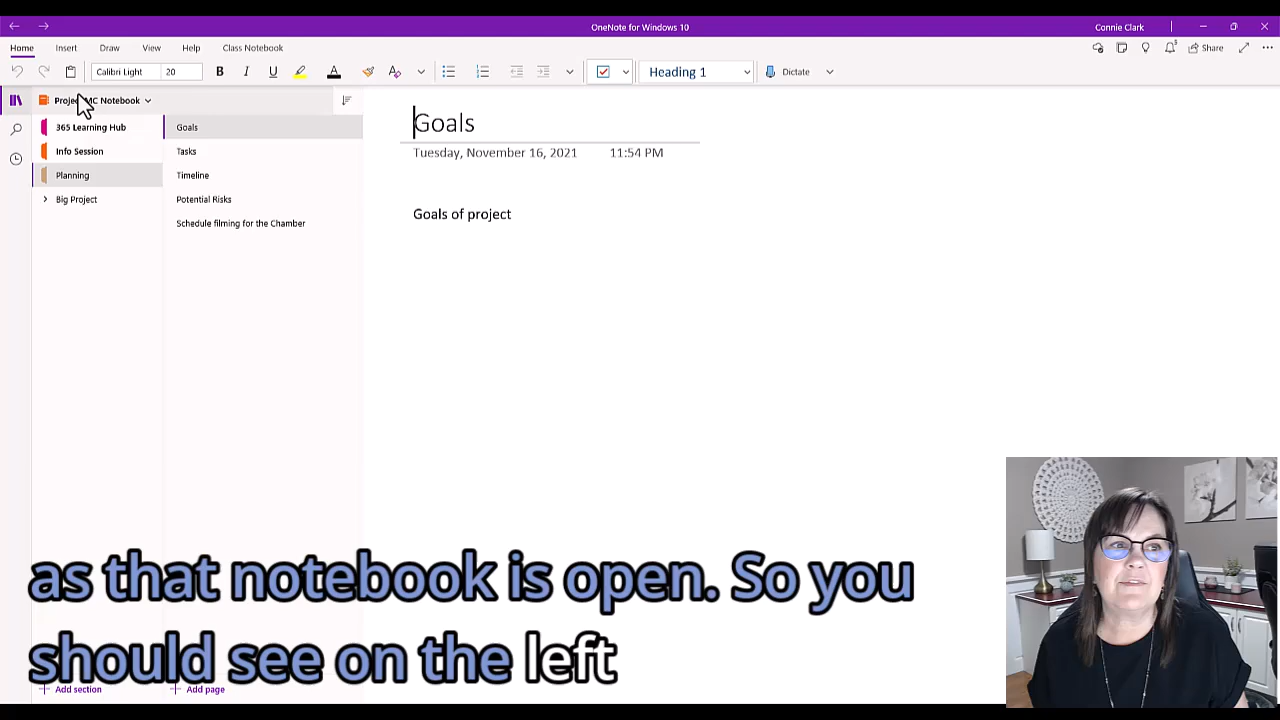 OneNote for Windows 10
Connie Clark
Home Insert Draw View Help Class Notebook
Share
Calibri Light 20 B I U A Heading 1 Dictate
Notebook
365 Learning Hub
Info Session
Planning
Big Project
Goals
Tasks
Timeline
Potential Risks
Schedule filming for the Chamber
Goals
Tuesday, November 16, 2021 11:54 PM
Goals of project
as that notebook is open. So you
should see on the left
Add section Add page